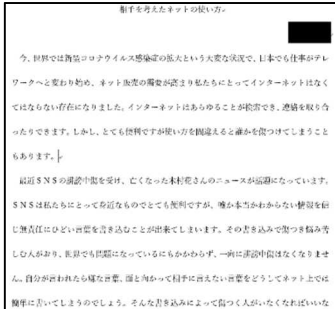 相手を考えたネットの使い方
今、世界では新型コロナウイルス感染症の拡大という大変な状況で、日本でも仕事がテレ
ワークへと変わり始め、ネット販売の需要が高まり私たちにとってインターネットはなく
てはならない存在になりました。インターネットはあらゆることが検索でき、連絡を取り合
ったりできます。しかし、とても便利ですが使い方を間違えると誰かを傷つけてしまうこと
もあります。
最近ＳＮＳの誹謗中傷を受け、亡くなった木村花さんのニュースが話題になっています。
ＳＮＳは私たちにとって身近なものでとても便利ですが、嘘か本当かわからない情報を信
じ無責任にひどい言葉を書き込むことが出来てしまいます。その書き込みで傷つき悩み苦
しむ人がおり、世界でも問題になっているにもかかわらず、一向に誹謗中傷はなくなりませ
ん。自分が言われたら嫌な言葉、面と向かって相手に言えない言葉をどうしてネット上では
簡単に書いてしまうのでしょう。そんな書き込みによって傷つく人がいなくなればいいな